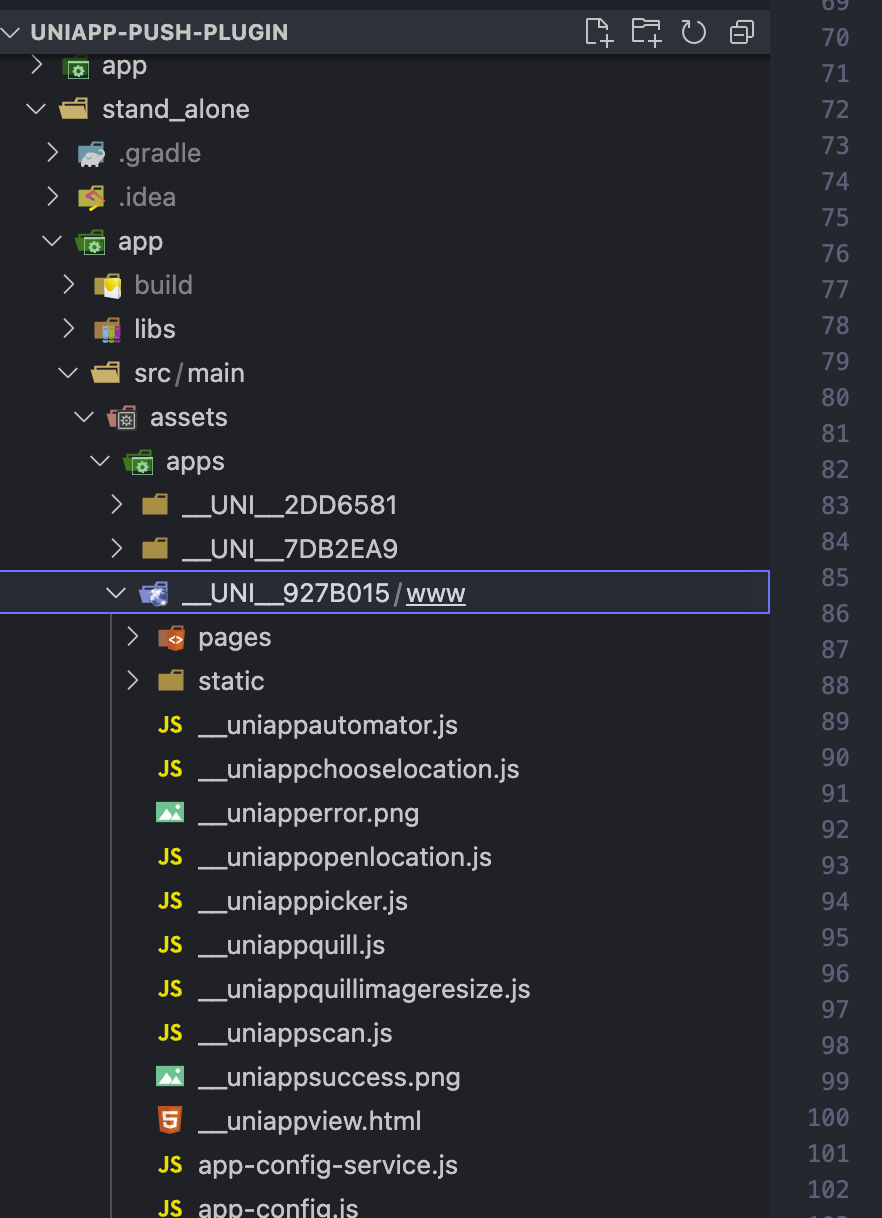 UNIAPP-PUSH-PLUGIN
app
stand_alone
.gradle
.idea
app
build
libs
src/main
assets
apps
__UNI__2DD6581
__UNI__7DB2EA9
__UNI__927B015/www
pages
static
JS __uniappautomator.js
JS __uniappchooselocation.js
__uniapperror.png
JS __uniappopenlocation.js
JS __uniapppicker.js
JS __uniappquill.js
JS __uniappquillimageresize.js
JS __uniappscan.js
__uniappsuccess.png
5 __uniappview.html
JS app-config-service.js
JS app-config.js
69
70
71
72
73
74
75
76
77
78
79
80
81
82
83
84
85
86
87
88
89
90
91
92
93
94
95
96
97
98
99
100
101
102